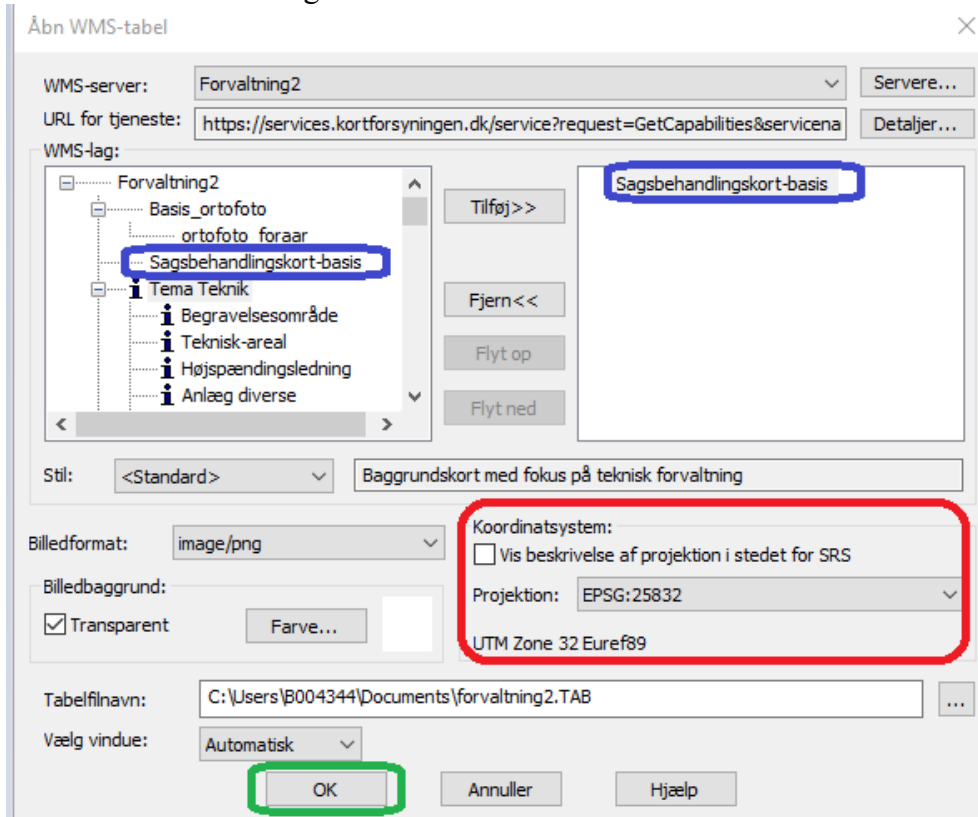 Åbn WMS-tabel
WMS-server: Forvaltning2 Servere...
URL for tjeneste: https://services.kortforsyningen.dk/service?request=GetCapabilities&servicena Detaljer...
WMS-lag:
Forvaltning2
Basis_ortofoto
ortofoto_foraar
Sagsbehandlingskort-basis
Tema Teknik
Begravelsesområde
Teknisk-areal
Højspændingsledning
Anlæg diverse
Tilføj>>
Fjern<<
Flyt op
Flyt ned
Sagsbehandlingskort-basis
Stil: <Standard> Baggrundskort med fokus på teknisk forvaltning
Billedformat: image/png
Billedbaggrund:
Transparent Farve...
Koordinatsystem:
Vis beskrivelse af projektion i stedet for SRS
Projektion: EPSG:25832
UTM Zone 32 Euref89
Tabelfilnavn: C:\Users\B004344\Documents\forvaltning2.TAB ...
Vælg vindue: Automatisk
OK Annuller Hjælp